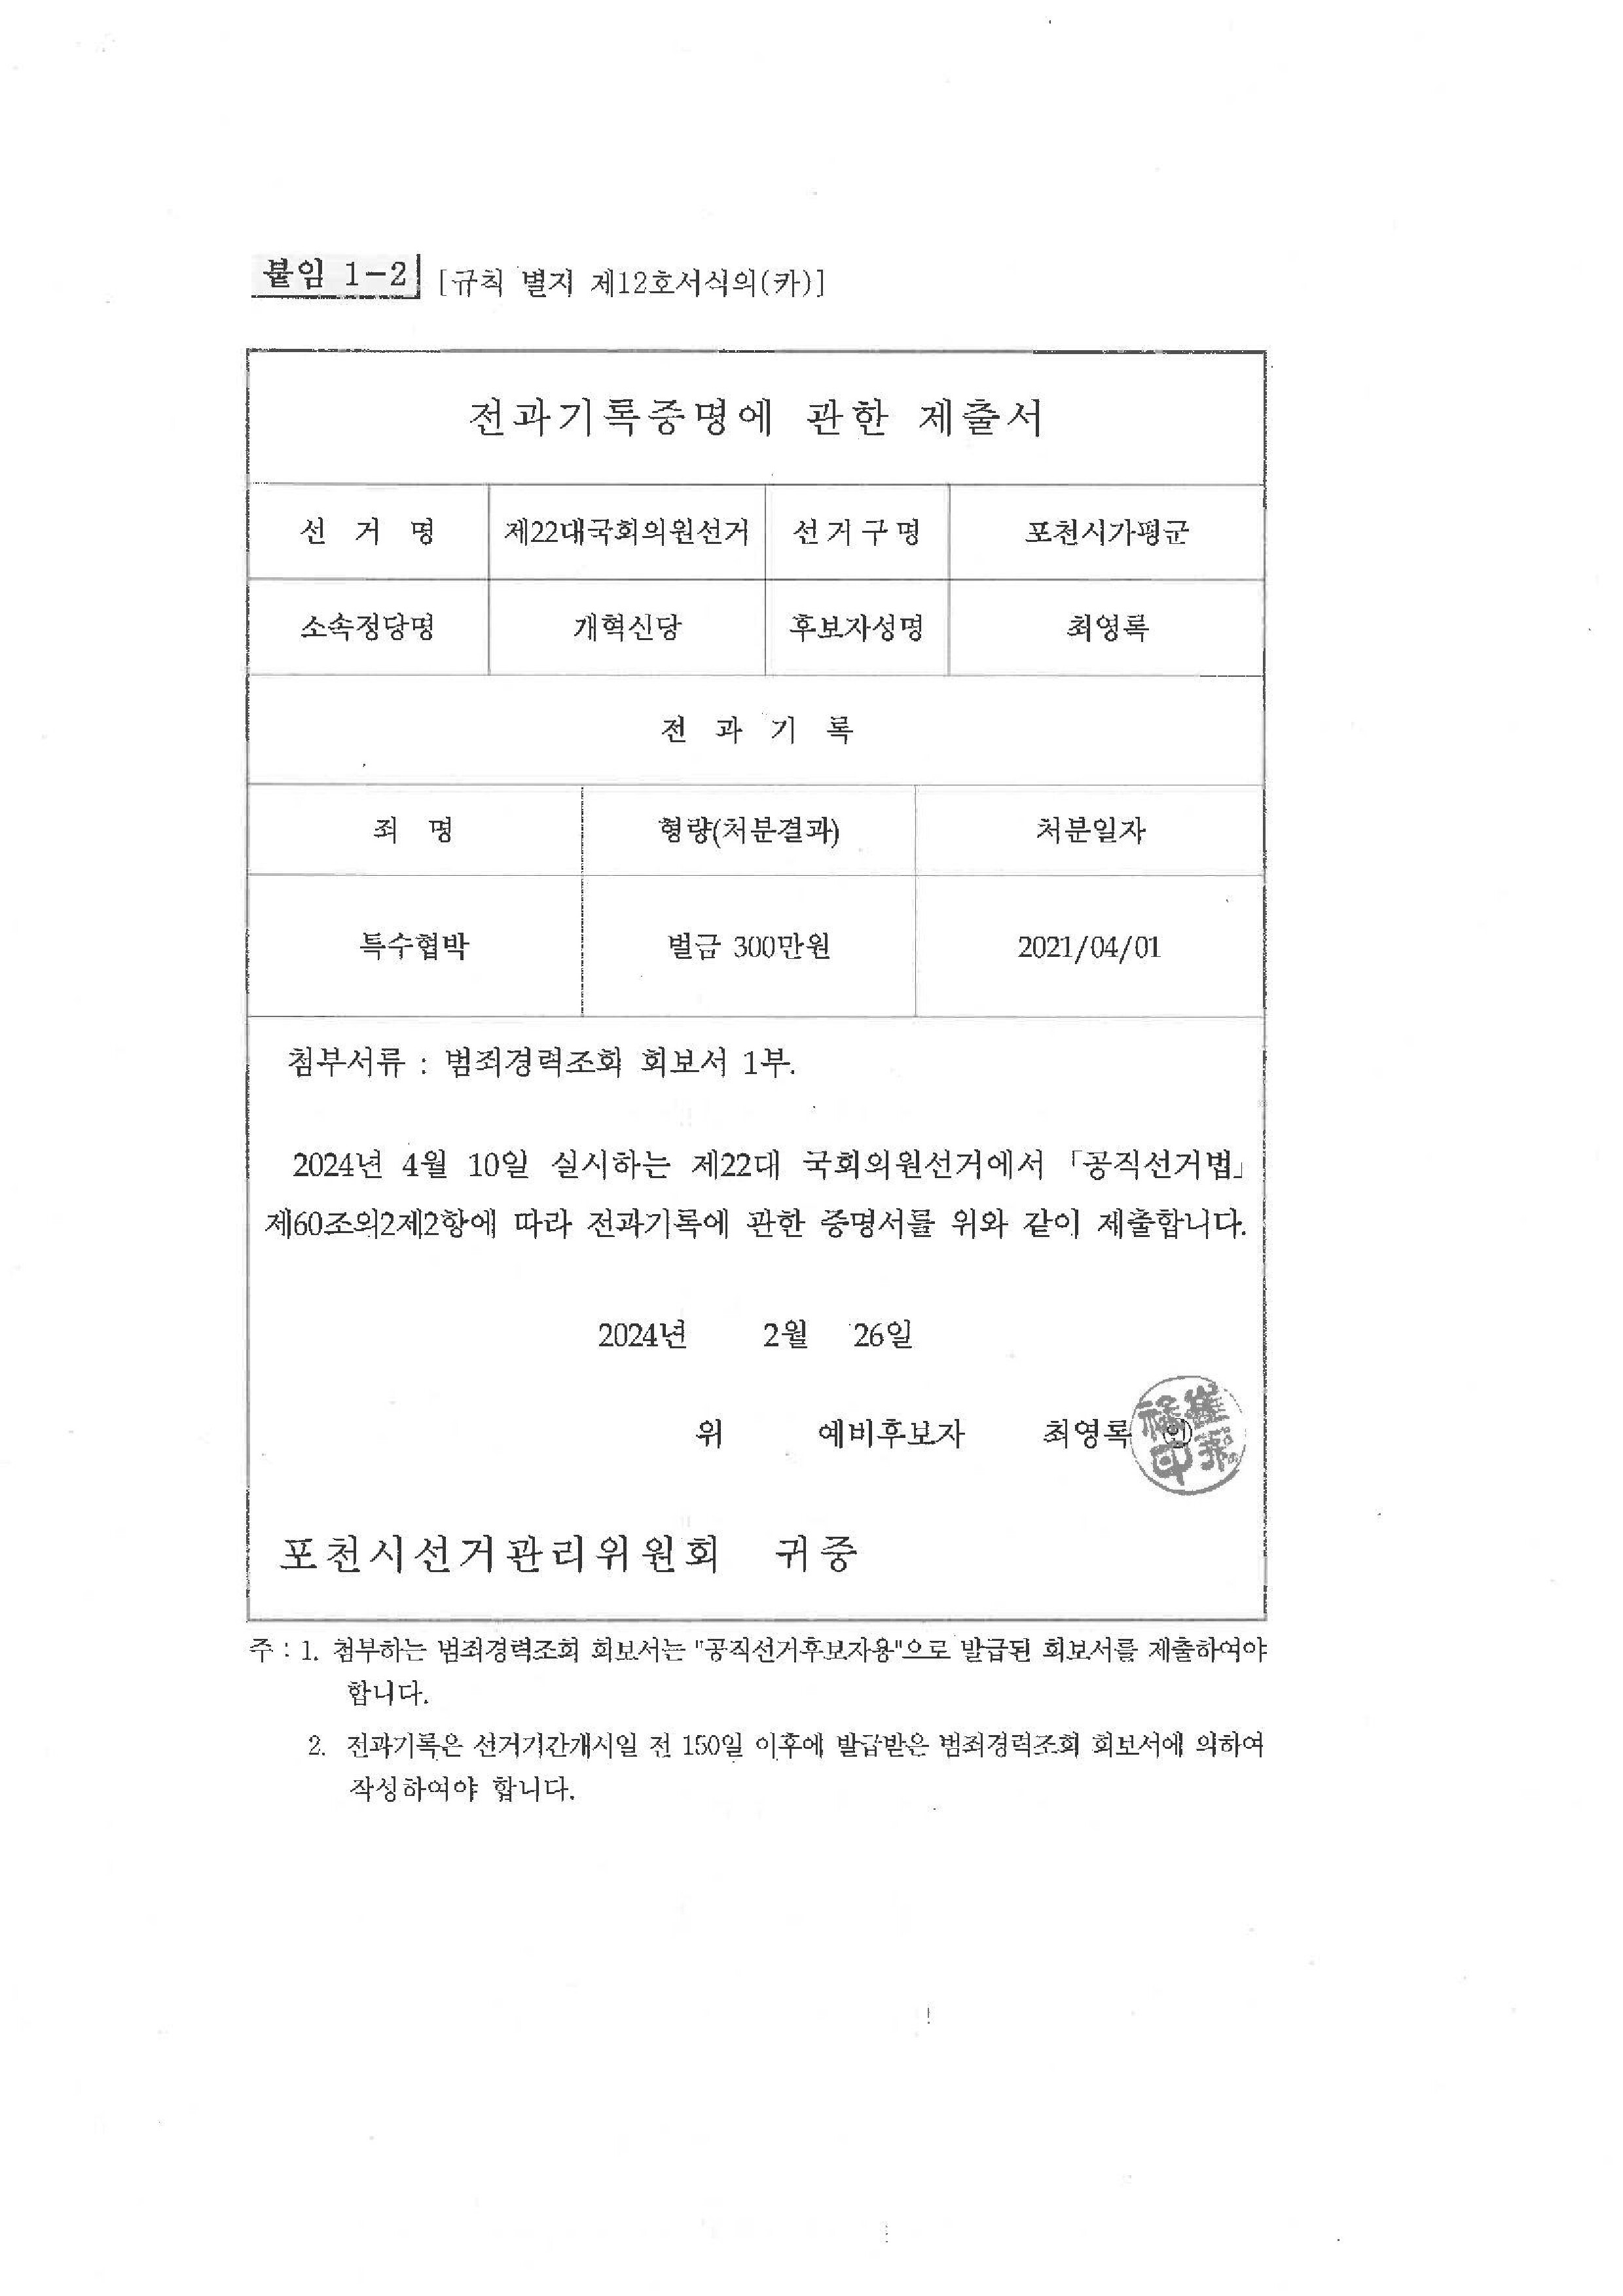 붙임 1-2 [규칙 별지 제12호서식의(카)]
전과기록증명에 관한 제출서
선 거 명 제22대국회의원선거 선거구명 포천시가평군
소속정당명 개혁신당 후보자성명 최영록
전 과 기 록
죄 명 형량(처분결과) 처분일자
특수협박 벌금 300만원 2021/04/01
첨부서류 : 범죄경력조회 회보서 1부.
2024년 4월 10일 실시하는 제22대 국회의원선거에서 「공직선거법」
제60조의2제2항에 따라 전과기록에 관한 증명서를 위와 같이 제출합니다.
2024년 2월 26일
위 예비후보자 최영록 ㊞
포천시선거관리위원회 귀중
주 : 1. 첨부하는 범죄경력조회 회보서는 "공직선거후보자용"으로 발급된 회보서를 제출하여야
합니다.
2. 전과기록은 선거기간개시일 전 150일 이후에 발급받은 범죄경력조회 회보서에 의하여
작성하여야 합니다.